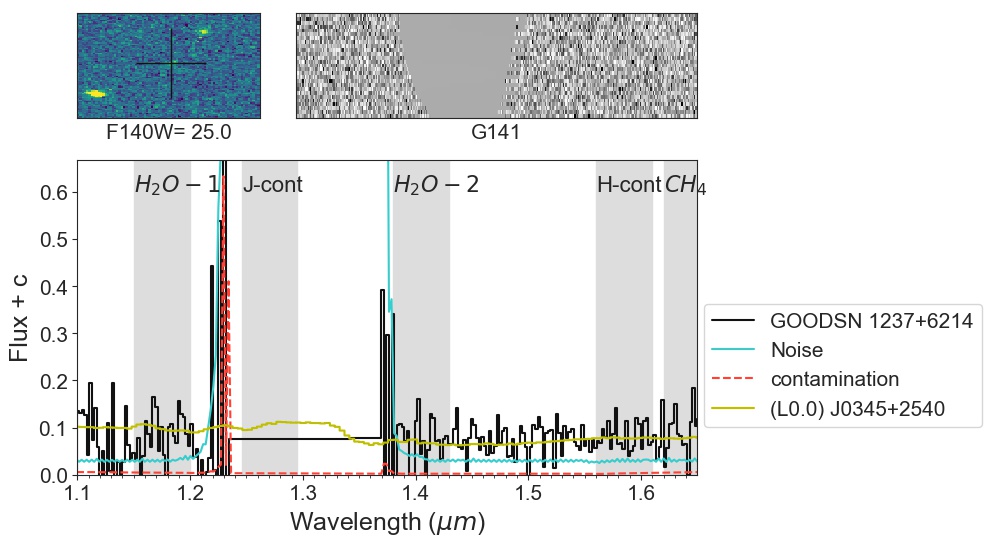 F140W= 25.0
G141
H₂O − 1
J-cont
H₂O − 2
H-cont
CH₄
0.6
0.5
0.4
0.3
0.2
0.1
0.0
Flux + c
1.1
1.2
1.3
1.4
1.5
1.6
Wavelength (μm)
GOODSN 1237+6214
Noise
contamination
(L0.0) J0345+2540